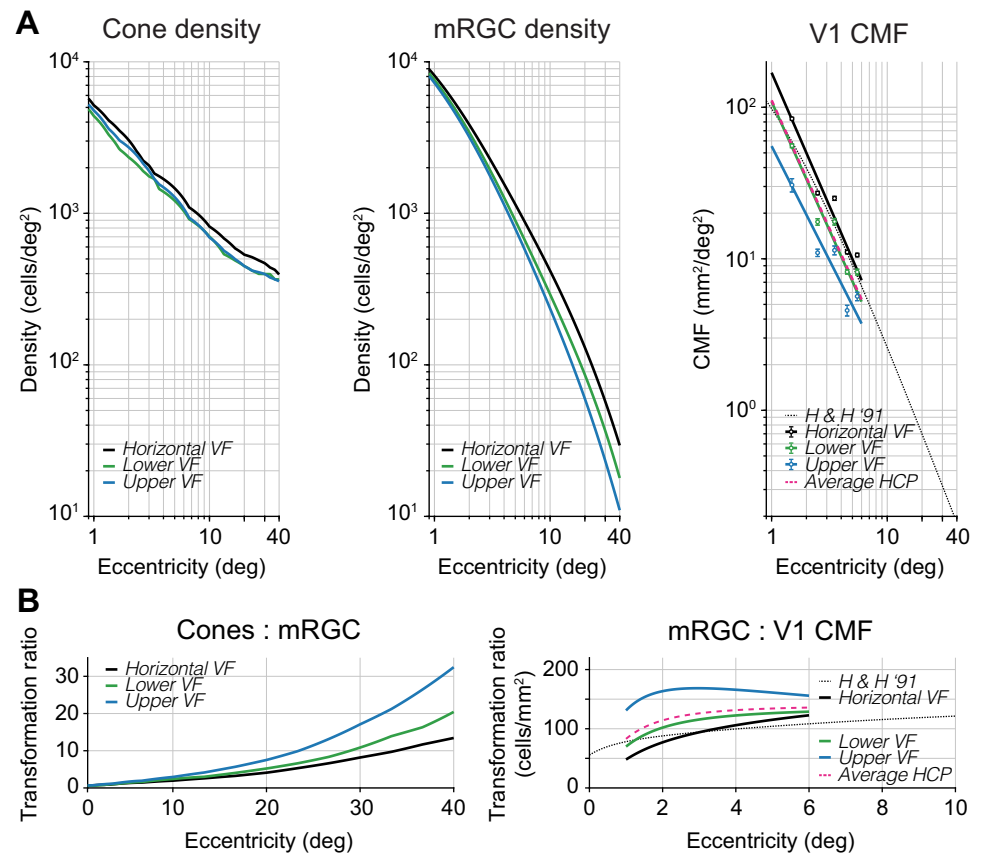 A
Cone density
mRGC density
V1 CMF
Density (cells/deg²)
10⁴
10³
10²
10¹
Horizontal VF
Lower VF
Upper VF
1
10
40
Eccentricity (deg)
Density (cells/deg²)
10⁴
10³
10²
10¹
Horizontal VF
Lower VF
Upper VF
1
10
40
Eccentricity (deg)
CMF (mm²/deg²)
10²
10¹
10⁰
H & H '91
Horizontal VF
Lower VF
Upper VF
Average HCP
1
10
40
Eccentricity (deg)
B
Cones : mRGC
Transformation ratio
30
20
10
0
Horizontal VF
Lower VF
Upper VF
0
10
20
30
40
Eccentricity (deg)
mRGC : V1 CMF
Transformation ratio
(cells/mm²)
200
100
0
H & H '91
Horizontal VF
Lower VF
Upper VF
Average HCP
0
2
4
6
8
10
Eccentricity (deg)